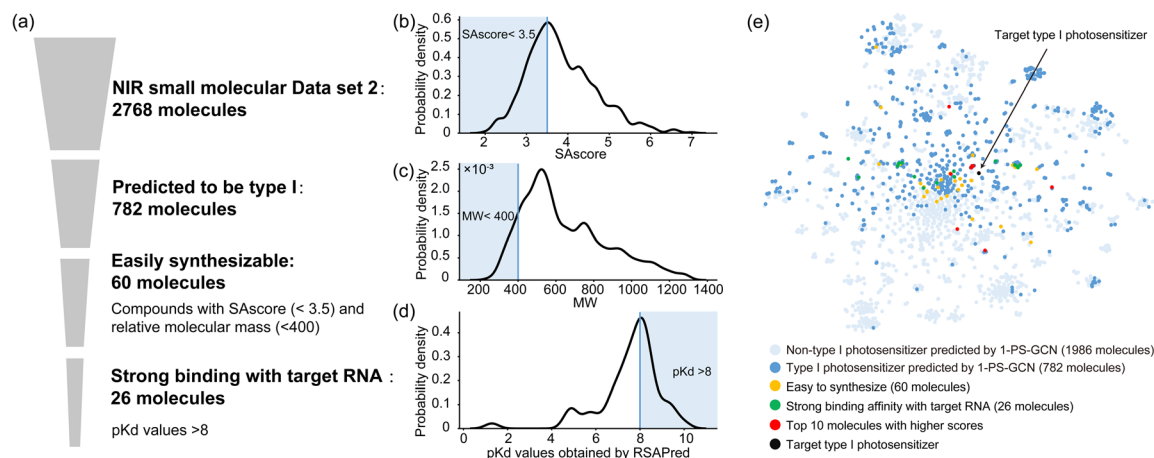 (a)
NIR small molecular Data set 2:
2768 molecules
Predicted to be type I:
782 molecules
Easily synthesizable:
60 molecules
Compounds with SAscore (< 3.5) and
relative molecular mass (<400)
Strong binding with target RNA :
26 molecules
pKd values >8
(b)
Probability density
0.6
0.5
0.4
0.3
0.2
0.1
0
SAscore< 3.5
2 3 4 5 6 7
SAscore
(c)
Probability density
2.5
2.0
1.5
1.0
0.5
0
×10⁻³
MW< 400
200 400 600 800 1000 1200 1400
MW
(d)
Probability density
0.4
0.2
0
pKd >8
0 2 4 6 8 10
pKd values obtained by RSAPred
(e)
Target type I photosensitizer
Non-type I photosensitizer predicted by 1-PS-GCN (1986 molecules)
Type I photosensitizer predicted by 1-PS-GCN (782 molecules)
Easy to synthesize (60 molecules)
Strong binding affinity with target RNA (26 molecules)
Top 10 molecules with higher scores
Target type I photosensitizer